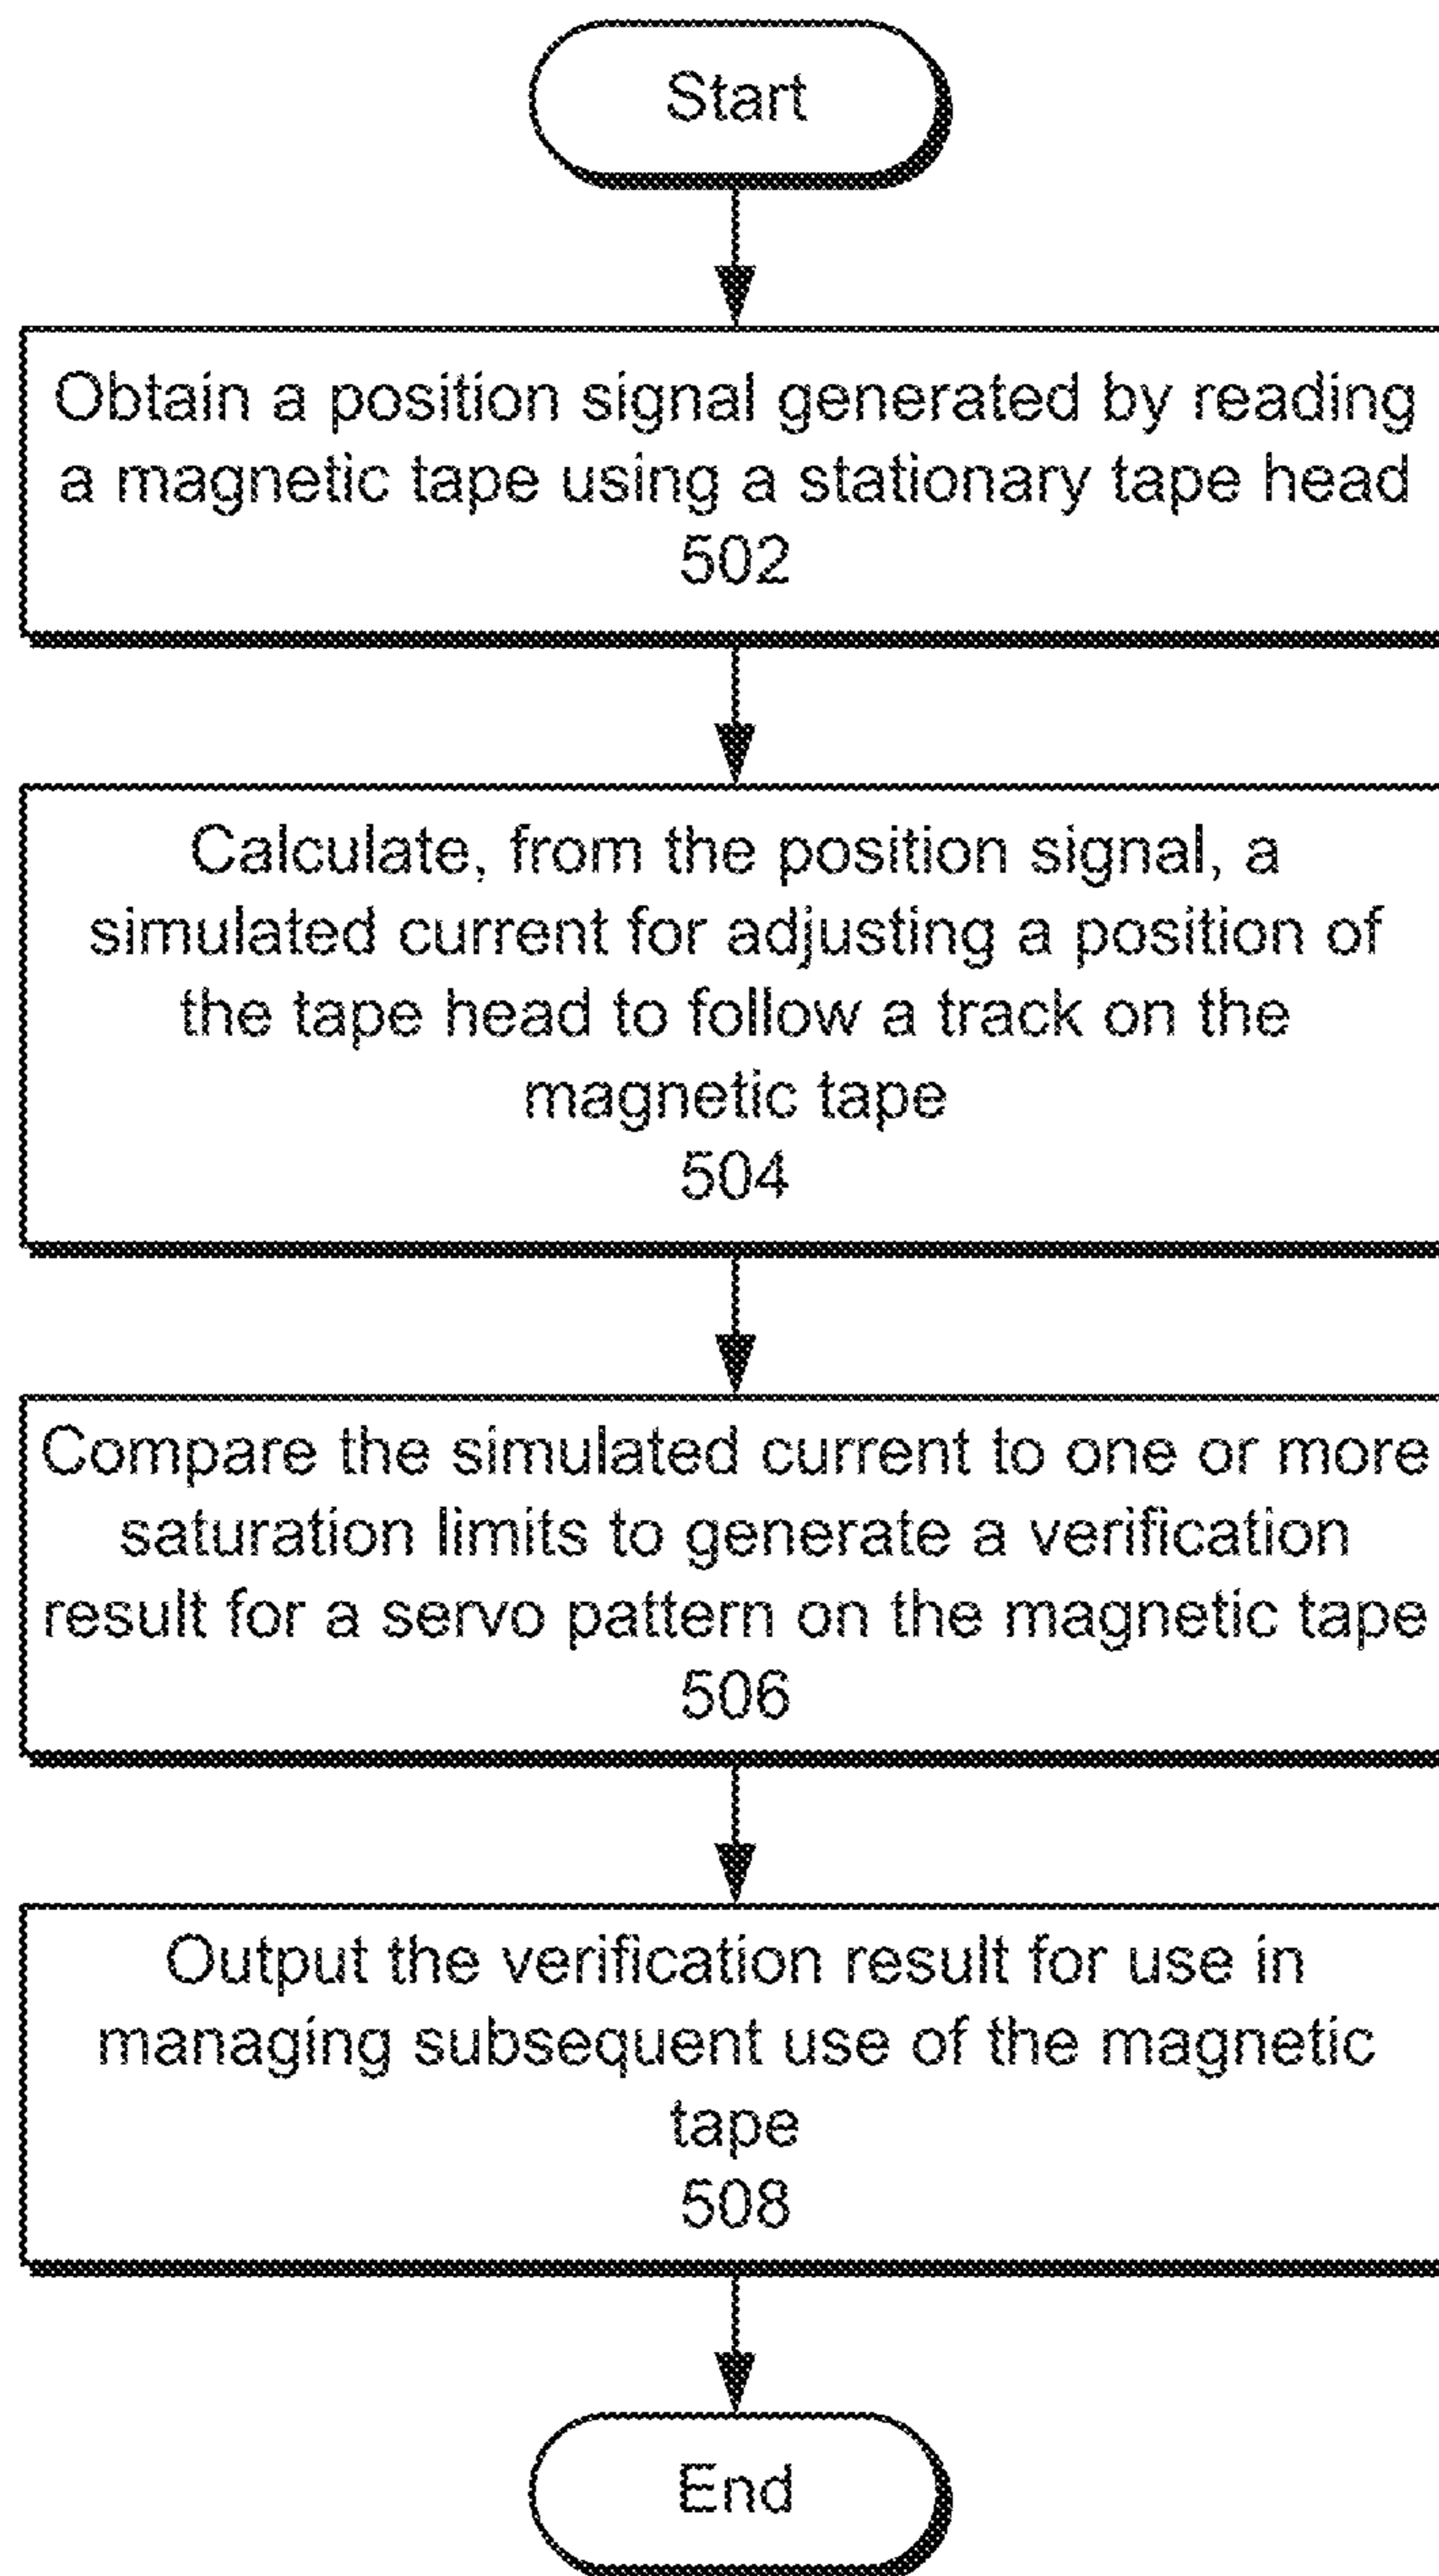 Start
Obtain a position signal generated by reading
a magnetic tape using a stationary tape head
502
Calculate, from the position signal, a
simulated current for adjusting a position of
the tape head to follow a track on the
magnetic tape
504
Compare the simulated current to one or more
saturation limits to generate a verification
result for a servo pattern on the magnetic tape
506
Output the verification result for use in
managing subsequent use of the magnetic
tape
508
End